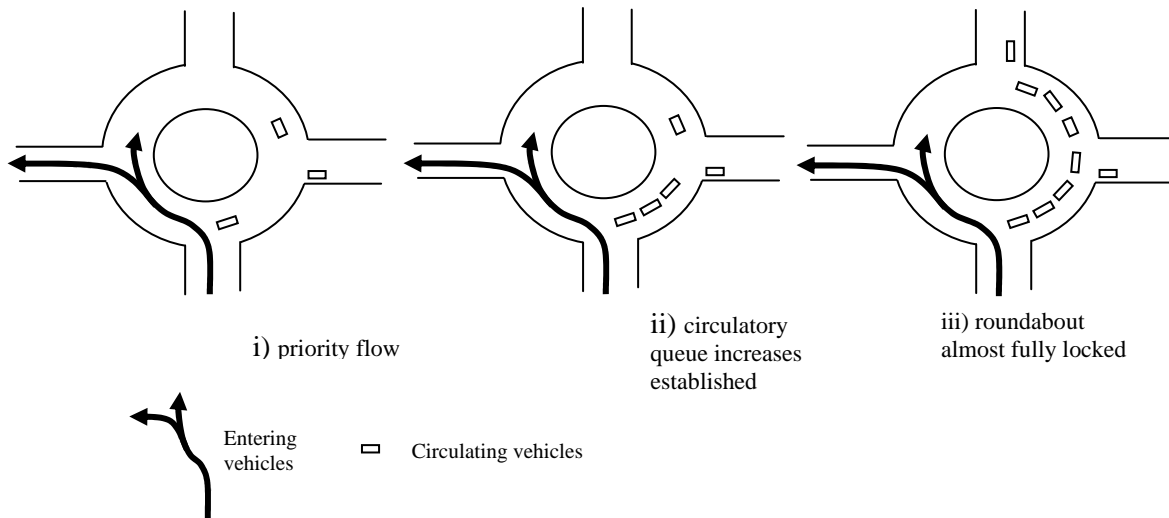 i) priority flow
ii) circulatory
queue increases
established
iii) roundabout
almost fully locked
Entering
vehicles
Circulating vehicles